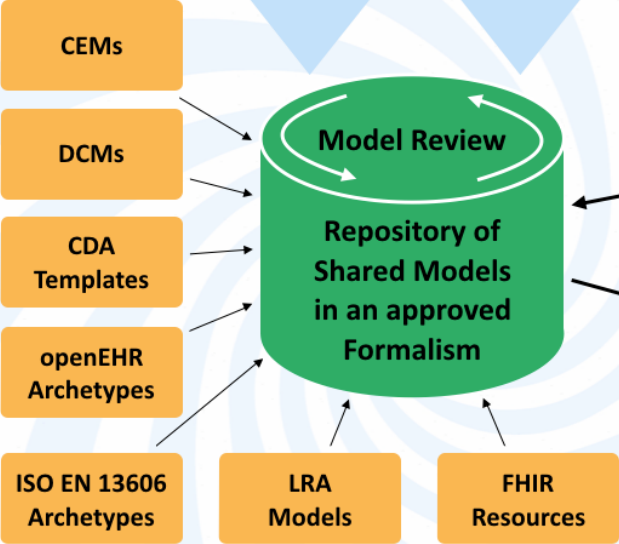 CEMs
DCMs
CDA
Templates
openEHR
Archetypes
ISO EN 13606
Archetypes
LRA
Models
FHIR
Resources
Model Review
Repository of
Shared Models
in an approved
Formalism